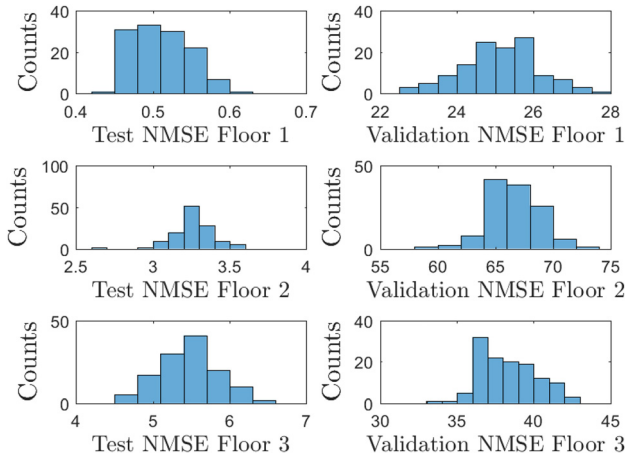 40
20
0
Counts
0.4 0.5 0.6 0.7
Test NMSE Floor 1
40
20
0
Counts
22 24 26 28
Validation NMSE Floor 1
100
50
0
Counts
2.5 3 3.5 4
Test NMSE Floor 2
50
0
Counts
55 60 65 70 75
Validation NMSE Floor 2
50
0
Counts
4 5 6 7
Test NMSE Floor 3
40
20
0
Counts
30 35 40 45
Validation NMSE Floor 3